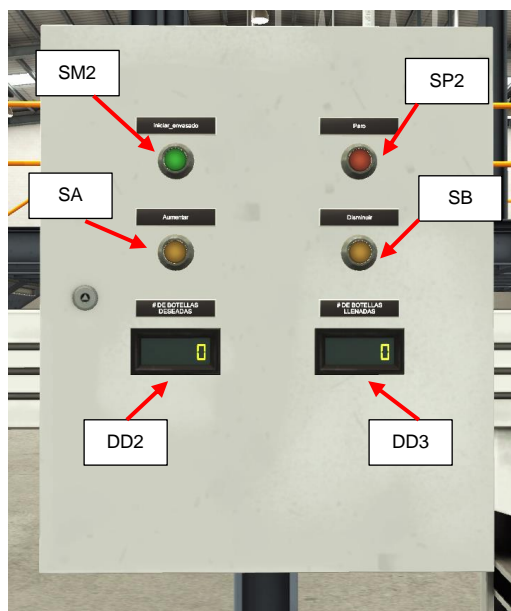 SM2
SP2
Iniciar_envasado
Paro
SA
SB
Aumentar
Disminuir
# DE BOTELLAS
DESEADAS
# DE BOTELLAS
LLENADAS
0
0
DD2
DD3